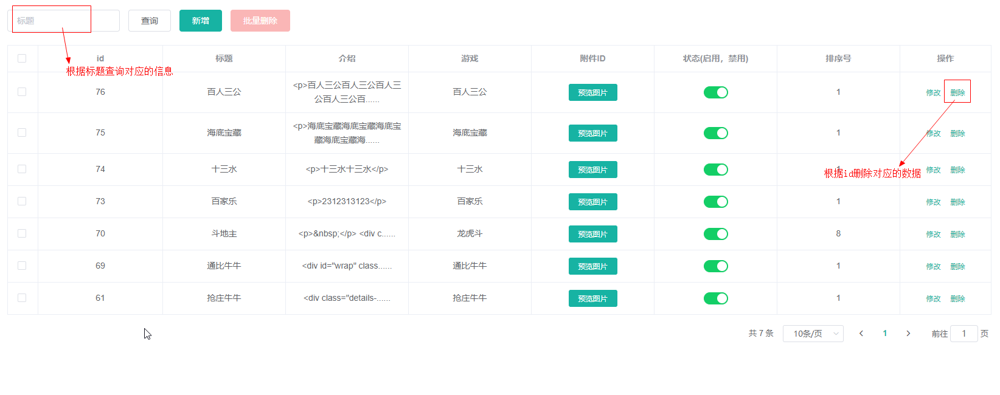 标题
查询
新增
批量删除
id
标题
介绍
游戏
附件ID
状态(启用，禁用)
排序号
操作
根据标题查询对应的信息
76
百人三公
<p>百人三公百人三公百人三
公百人三公百......
百人三公
预览图片
1
修改
删除
75
海底宝藏
<p>海底宝藏海底宝藏海底宝
藏海底宝藏海......
海底宝藏
预览图片
1
修改
删除
74
十三水
<p>十三水十三水</p>
十三水
预览图片
1
根据id删除对应的数据
修改
删除
73
百家乐
<p>2312313123</p>
百家乐
预览图片
1
修改
删除
70
斗地主
<p>&nbsp;</p> <div c......
龙虎斗
预览图片
8
修改
删除
69
通比牛牛
<div id="wrap" class......
通比牛牛
预览图片
1
修改
删除
61
抢庄牛牛
<div class="details-......
抢庄牛牛
预览图片
1
修改
删除
共 7 条
10条/页
1
前往
1
页